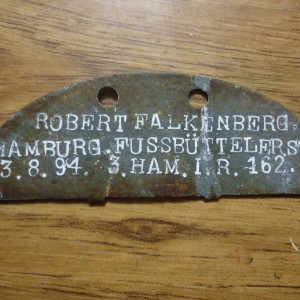 ROBERT FALKENBERG.
HAMBURG. FUSSBÜTTELERST
3.8.94. 3.HAM.I.R.162.